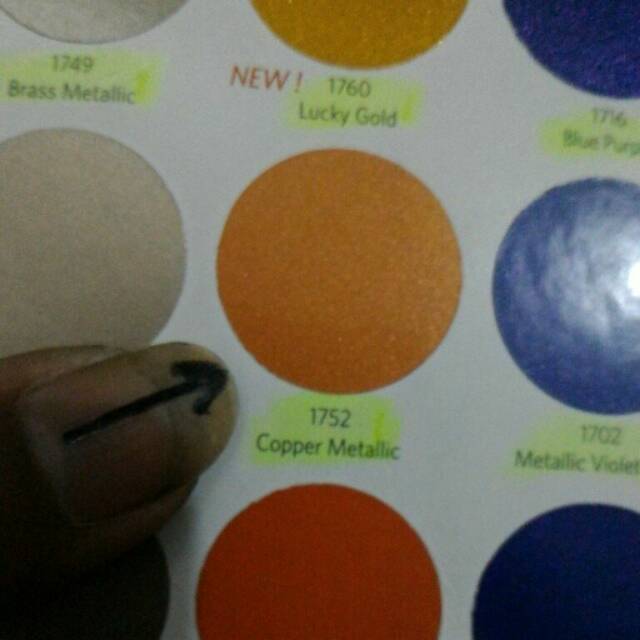 1749
Brass Metallic
NEW! 1760
Lucky Gold
1716
Blue Purp
1752
Copper Metallic
1702
Metallic Violet